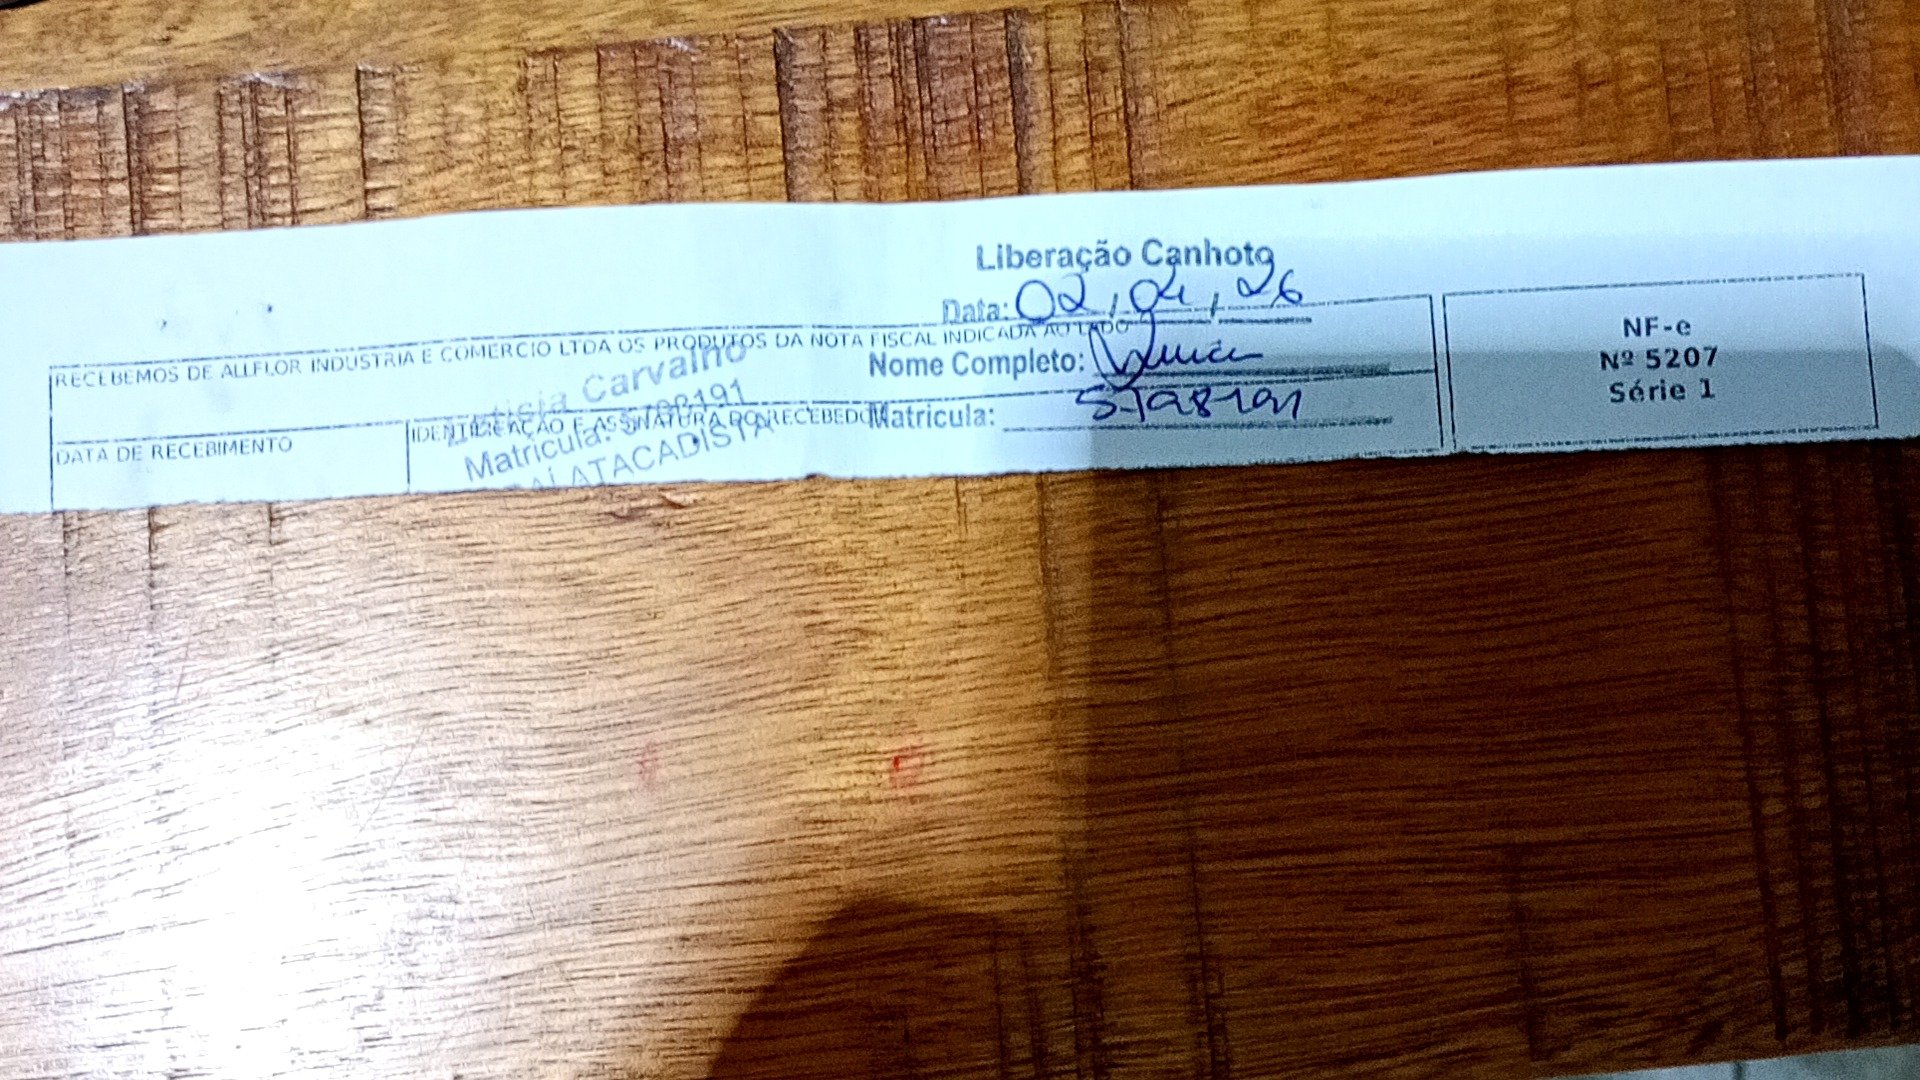 Liberação Canhoto
Data: 02, 04, 26
RECEBEMOS DE ALLFLOR INDUSTRIA E COMERCIO LTDA OS PRODUTOS DA NOTA FISCAL INDICADA AO LADO
Nome Completo:
Matricula: 5798191
DATA DE RECEBIMENTO
IDENTIFICAÇÃO E ASSINATURA DO RECEBEDOR
Carvalho
Matricula: 5798191
ATACADISTA
NF-e
Nº 5207
Série 1